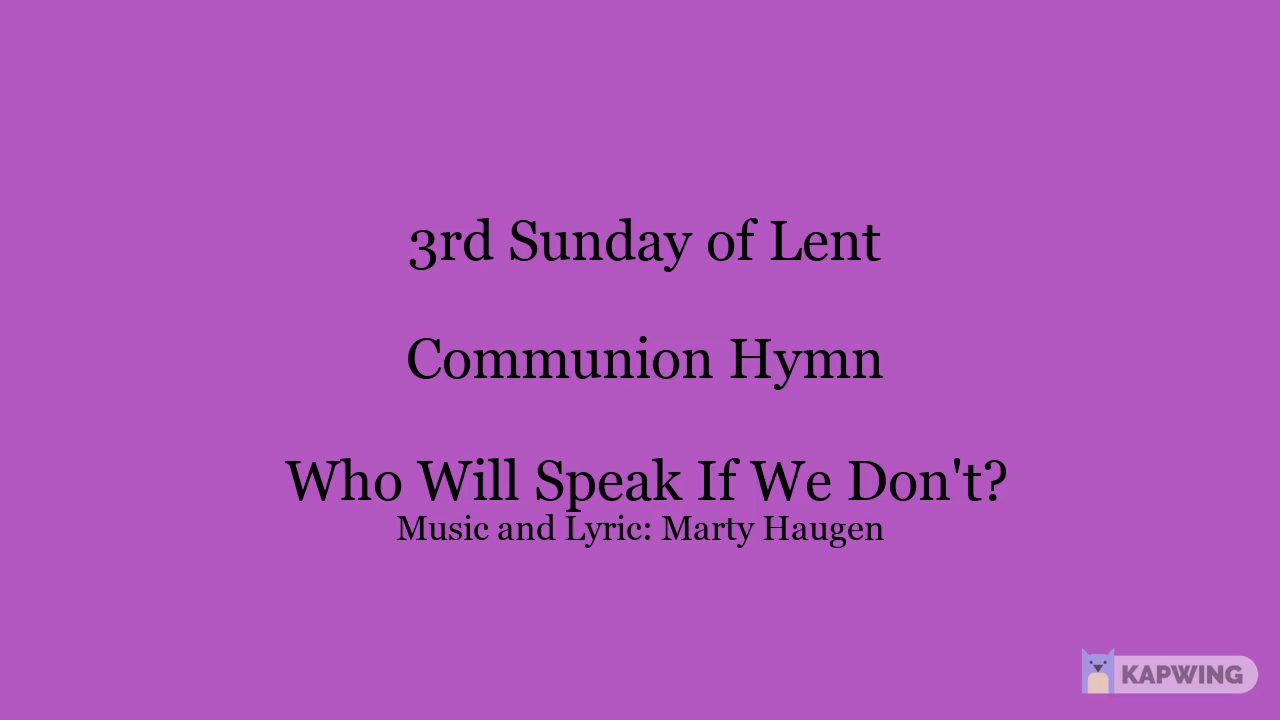 3rd Sunday of Lent
Communion Hymn
Who Will Speak If We Don't?
Music and Lyric: Marty Haugen
KAPWING